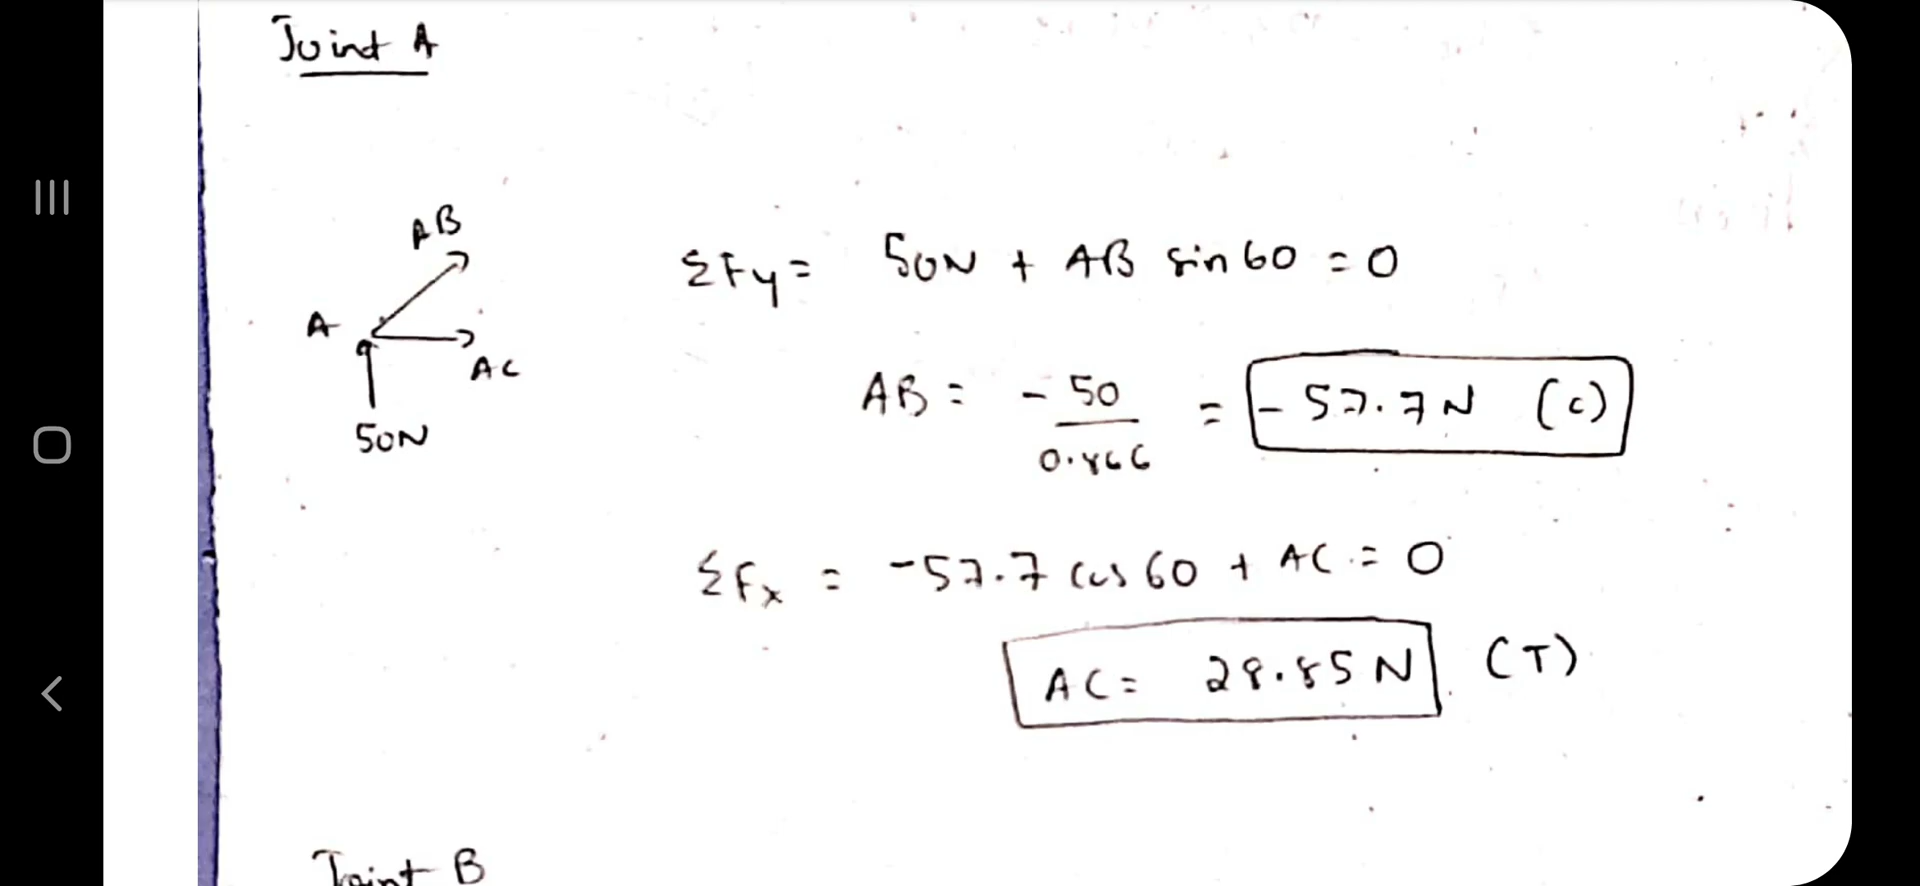 Joint A
AB
A
AC
50N
ΣFy = 50N + AB sin 60 = 0
AB = - 50 / 0.866 = - 57.7 N (C)
ΣFx = -57.7 cos 60 + AC = 0
AC = 28.85 N (T)
Joint B